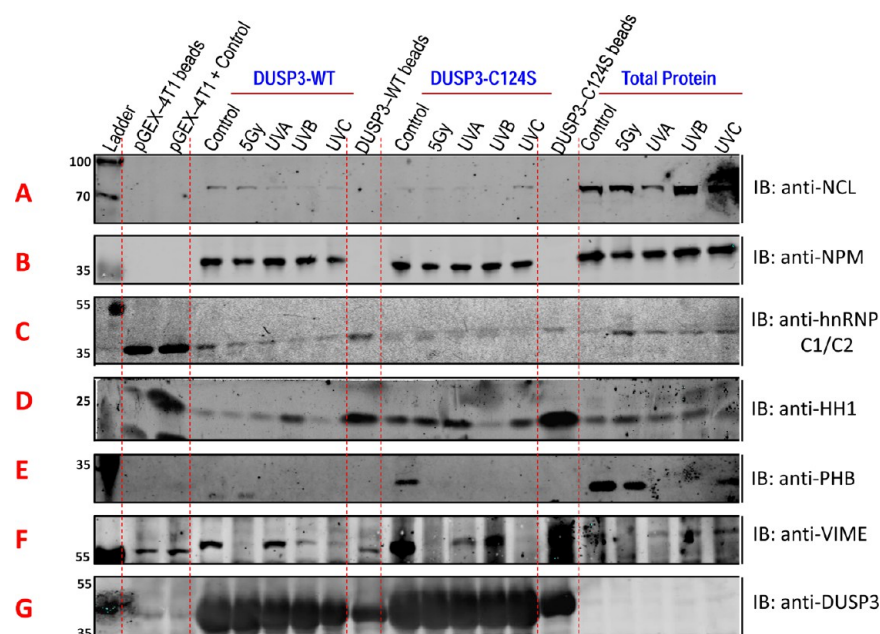 DUSP3-WT
DUSP3-C124S
Total Protein
Ladder
pGEX-4T1 beads
pGEX-4T1 + Control
Control
5Gy
UVA
UVB
UVC
DUSP3-WT beads
Control
5Gy
UVA
UVB
UVC
DUSP3-C124S beads
Control
5Gy
UVA
UVB
UVC
A
100
70
IB: anti-NCL
B
35
IB: anti-NPM
C
55
35
IB: anti-hnRNP
C1/C2
D
25
IB: anti-HH1
E
35
IB: anti-PHB
F
55
IB: anti-VIME
G
55
35
IB: anti-DUSP3